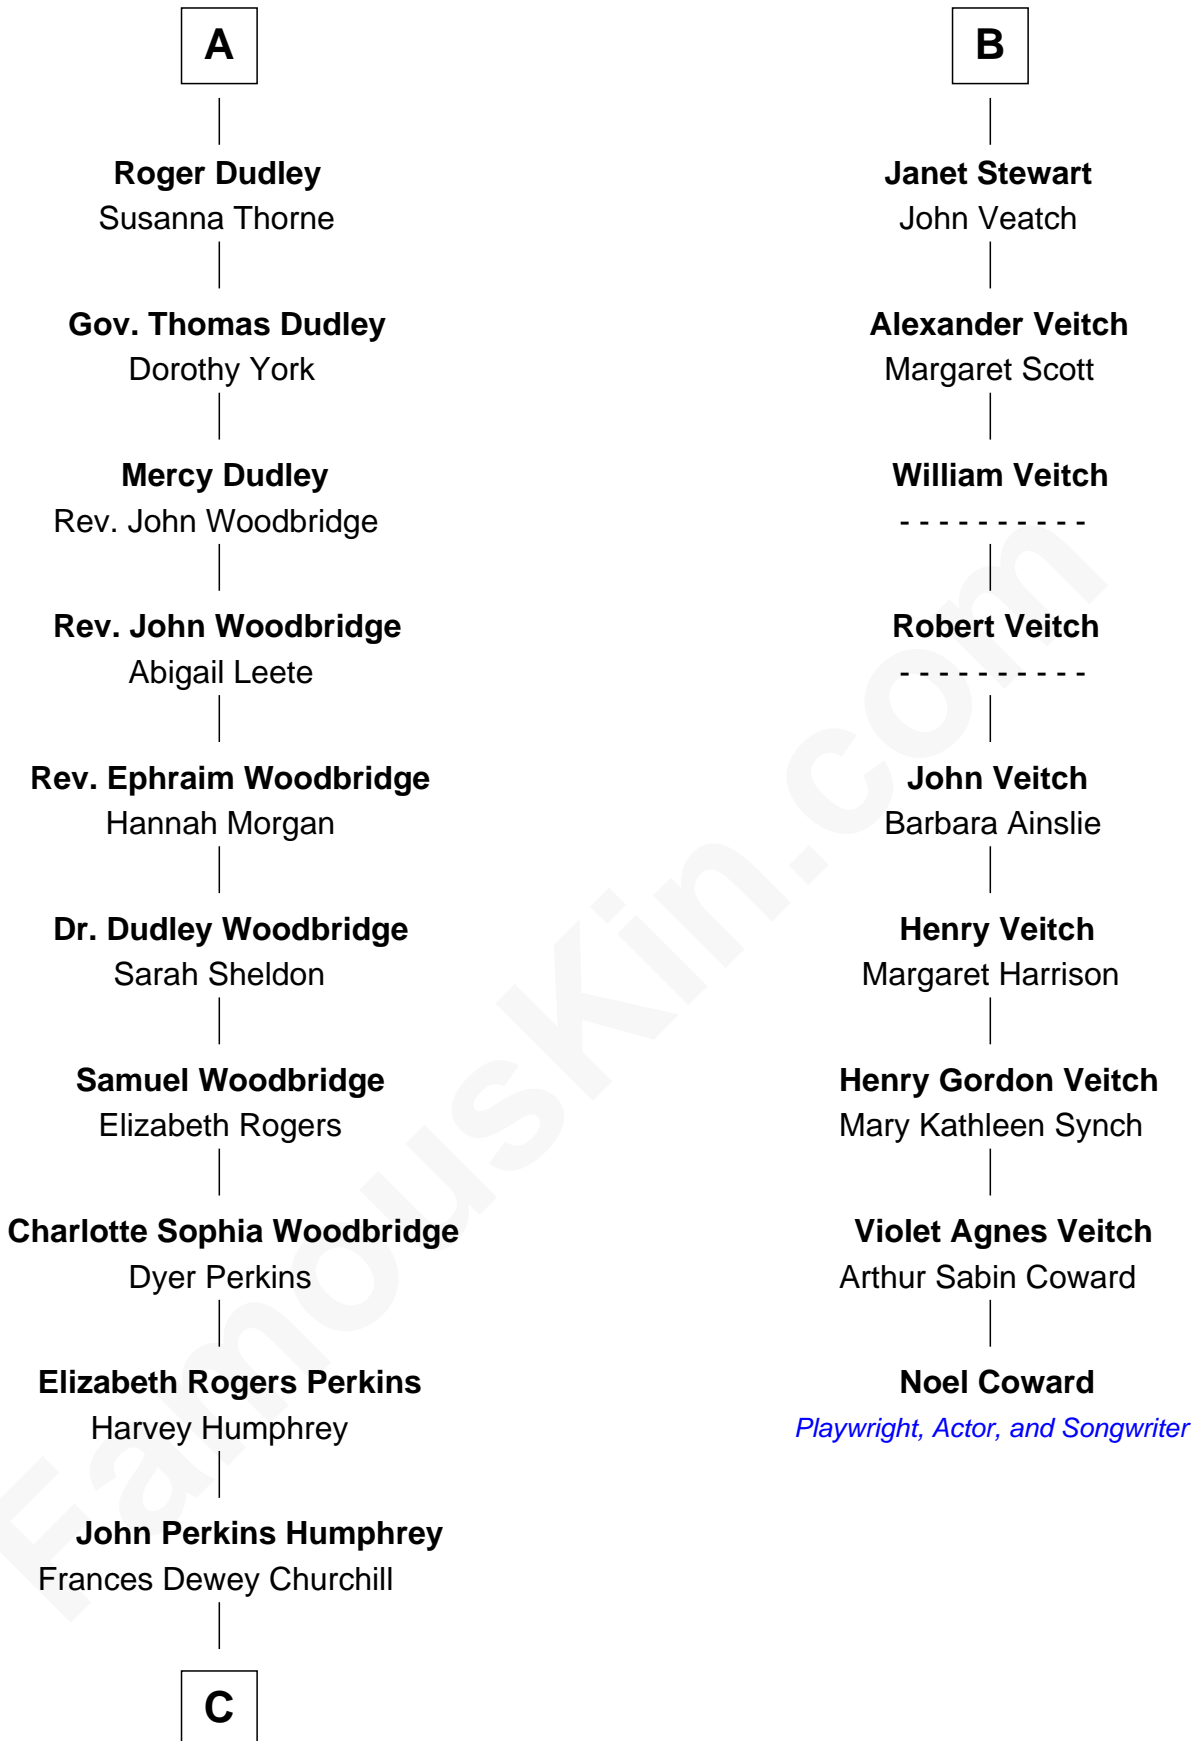 A
Roger Dudley
Susanna Thorne
Gov. Thomas Dudley
Dorothy York
Mercy Dudley
Rev. John Woodbridge
Rev. John Woodbridge
Abigail Leete
Rev. Ephraim Woodbridge
Hannah Morgan
Dr. Dudley Woodbridge
Sarah Sheldon
Samuel Woodbridge
Elizabeth Rogers
Charlotte Sophia Woodbridge
Dyer Perkins
Elizabeth Rogers Perkins
Harvey Humphrey
John Perkins Humphrey
Frances Dewey Churchill
C
B
Janet Stewart
John Veatch
Alexander Veitch
Margaret Scott
William Veitch
- - - - - - - - - -
Robert Veitch
- - - - - - - - - -
John Veitch
Barbara Ainslie
Henry Veitch
Margaret Harrison
Henry Gordon Veitch
Mary Kathleen Synch
Violet Agnes Veitch
Arthur Sabin Coward
Noel Coward
Playwright, Actor, and Songwriter
FamousKin.com